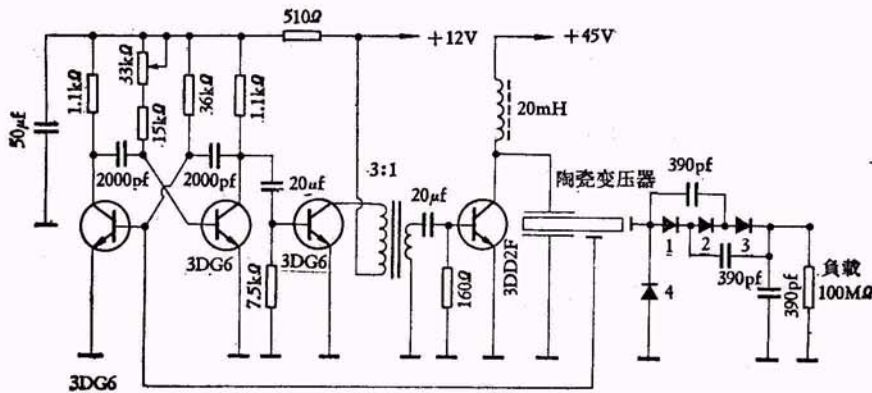 510Ω
+12V
+45V
1.1kΩ
33kΩ
15kΩ
36kΩ
1.1kΩ
50μf
2000pf
2000pf
20μf
3:1
20μf
20mH
陶瓷变压器
390pf
1
2
3
390pf
390pf
4
負載
100MΩ
3DG6
3DG6
3DG6
7.5kΩ
160Ω
3DD2F